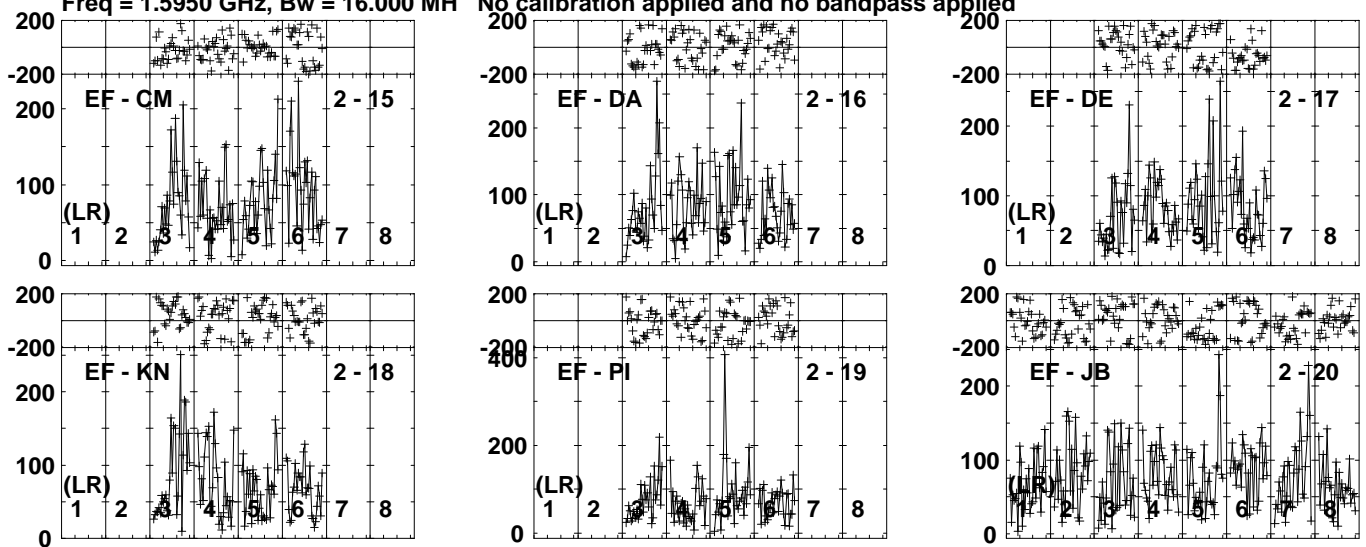 Freq = 1.5950 GHz, Bw = 16.000 MH No calibration applied and no bandpass applied
200
-200
200
100
0
EF - CM 2 - 15
(LR)
1 2 3 4 5 6 7 8
200
-200
200
100
0
EF - DA 2 - 16
(LR)
1 2 3 4 5 6 7 8
200
-200
200
100
0
EF - DE 2 - 17
(LR)
1 2 3 4 5 6 7 8
200
-200
200
100
0
EF - KN 2 - 18
(LR)
1 2 3 4 5 6 7 8
200
-200
400
200
0
EF - PI 2 - 19
(LR)
1 2 3 4 5 6 7 8
200
-200
200
100
0
EF - JB 2 - 20
(LR)
1 2 3 4 5 6 7 8